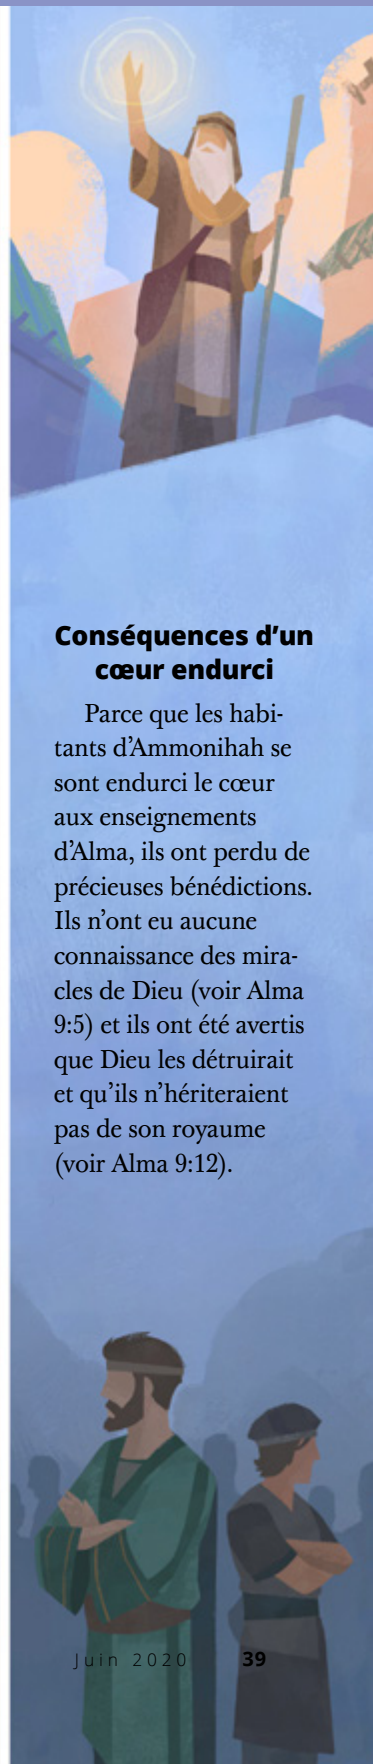 Conséquences d’un
cœur endurci
Parce que les habi-
tants d’Ammonihah se
sont endurci le cœur
aux enseignements
d’Alma, ils ont perdu de
précieuses bénédictions.
Ils n’ont eu aucune
connaissance des mira-
cles de Dieu (voir Alma
9:5) et ils ont été avertis
que Dieu les détruirait
et qu’ils n’hériteraient
pas de son royaume
(voir Alma 9:12).
Juin 2020 39